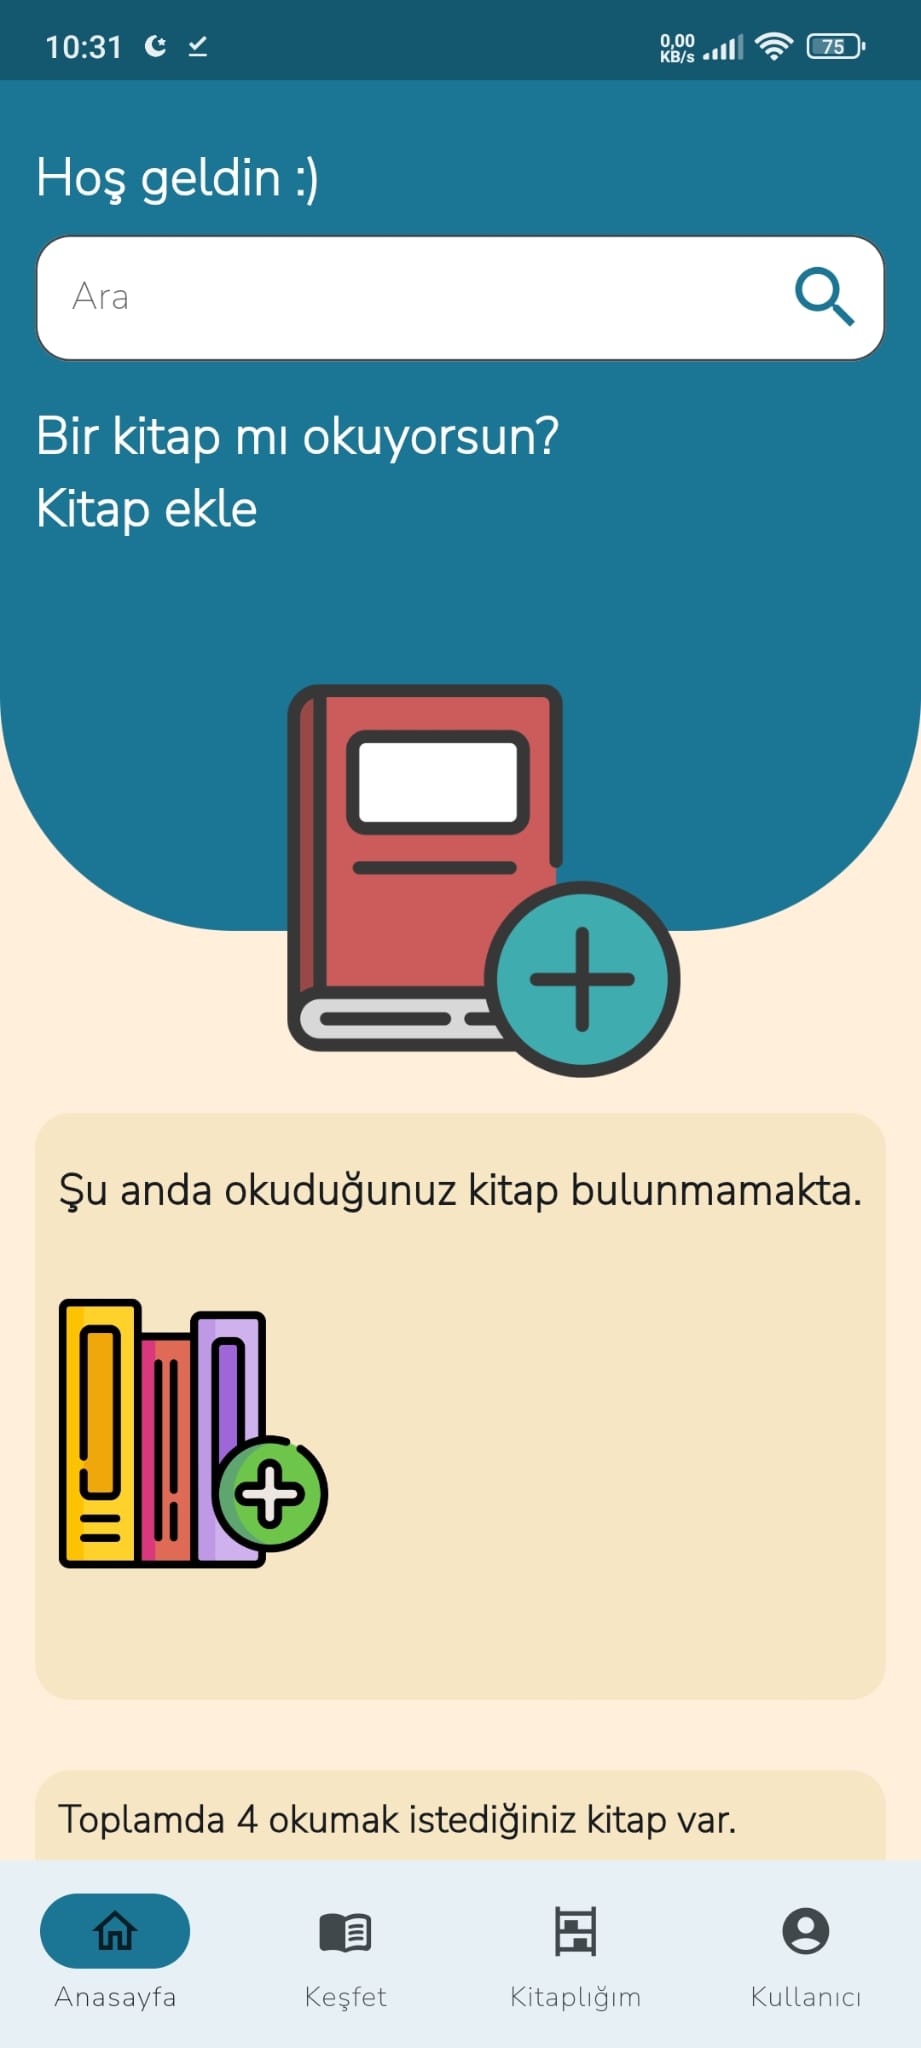 10:31
0,00
KB/s
75
Hoş geldin :)
Ara
Bir kitap mı okuyorsun?
Kitap ekle
Şu anda okuduğunuz kitap bulunmamakta.
Toplamda 4 okumak istediğiniz kitap var.
Anasayfa
Keşfet
Kitaplığım
Kullanıcı